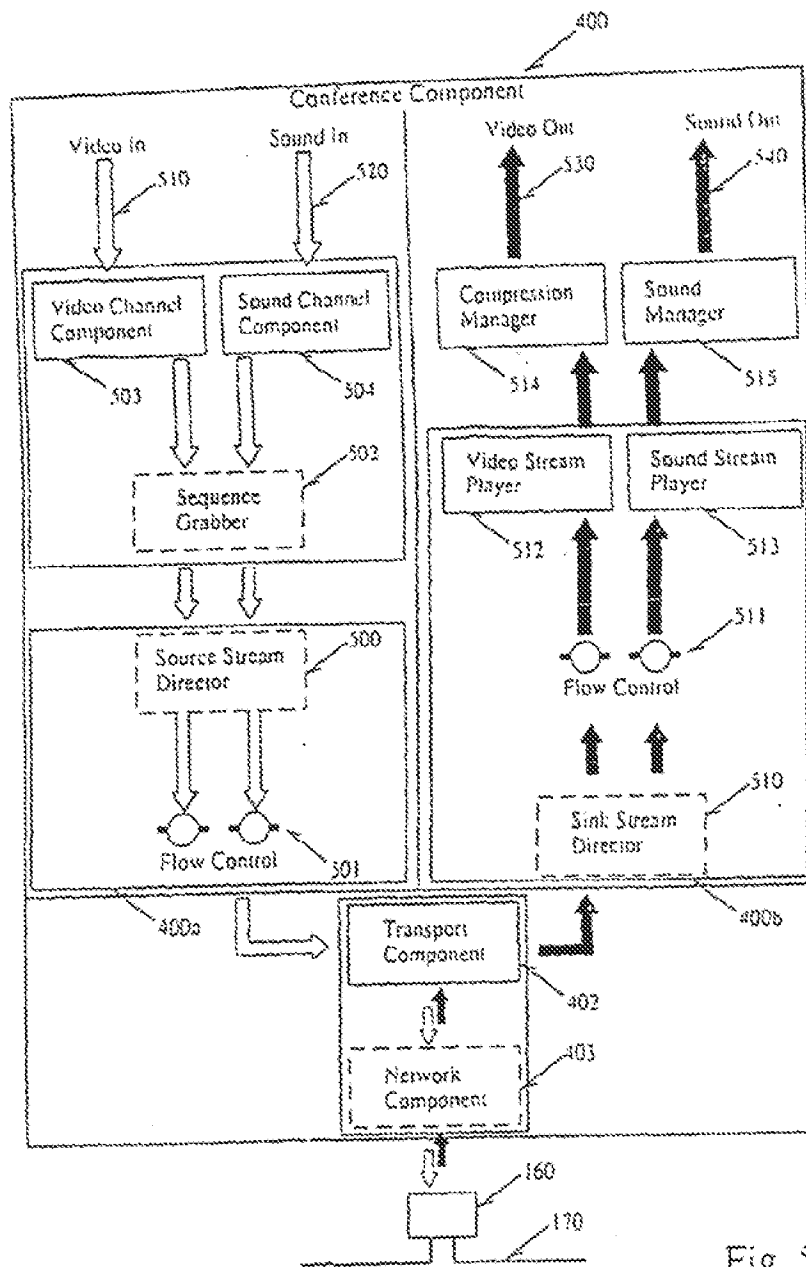 400
Conference Component
Video In
Sound In
Video Out
Sound Out
510
520
530
540
Video Channel
Component
Sound Channel
Component
Compression
Manager
Sound
Manager
503
504
514
515
502
Sequence
Grabber
Video Stream
Player
Sound Stream
Player
512
513
500
Source Stream
Director
511
Flow Control
510
Sink Stream
Director
Flow Control
501
400a
400b
Transport
Component
402
403
Network
Component
160
170
Fig.